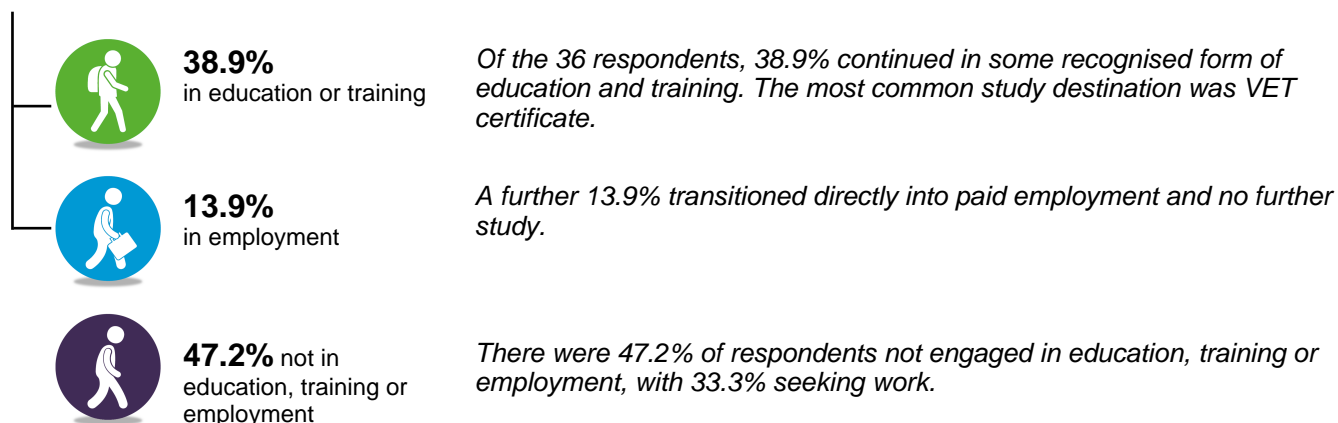 38.9%
in education or training
Of the 36 respondents, 38.9% continued in some recognised form of
education and training. The most common study destination was VET
certificate.
13.9%
in employment
A further 13.9% transitioned directly into paid employment and no further
study.
47.2% not in
education, training or
employment
There were 47.2% of respondents not engaged in education, training or
employment, with 33.3% seeking work.